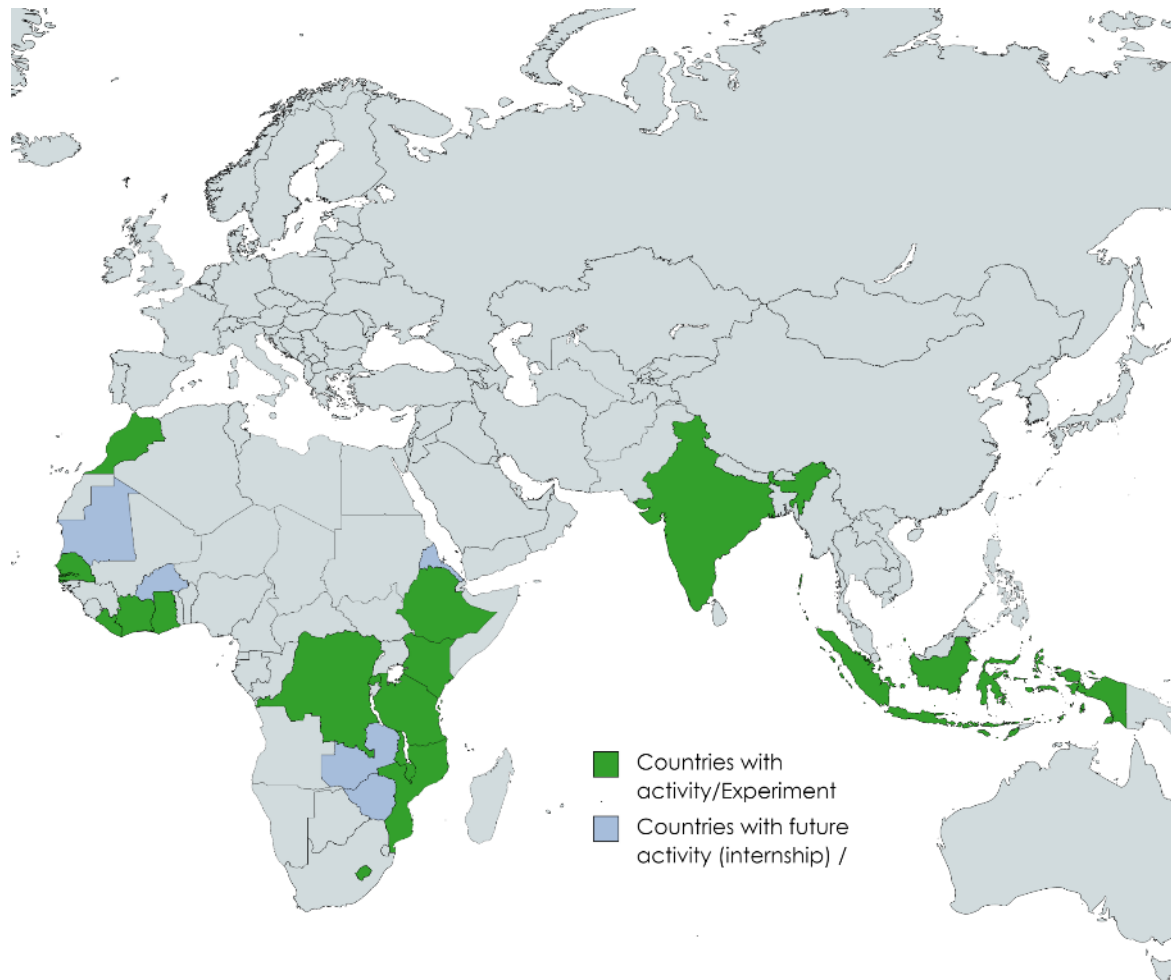 Countries with
activity/Experiment
Countries with future
activity (internship) /